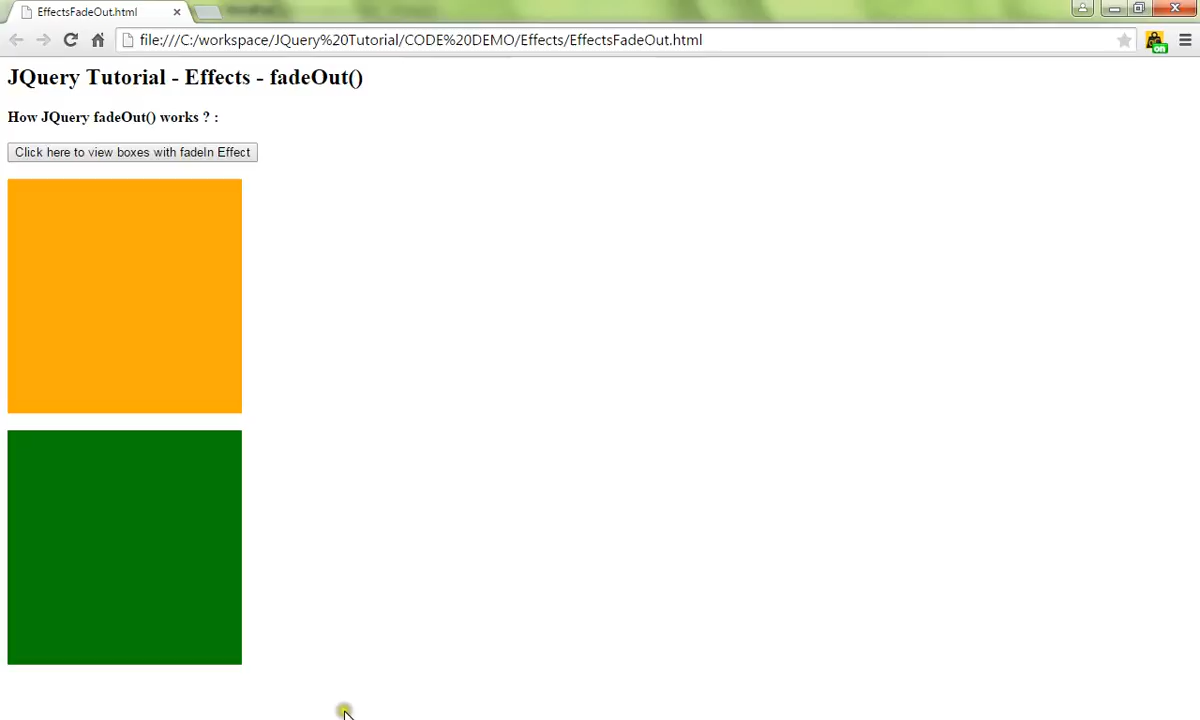 EffectsFadeOut.html
file:///C:/workspace/JQuery%20Tutorial/CODE%20DEMO/Effects/EffectsFadeOut.html
on
JQuery Tutorial - Effects - fadeOut()
How JQuery fadeOut() works ? :
Click here to view boxes with fadeIn Effect